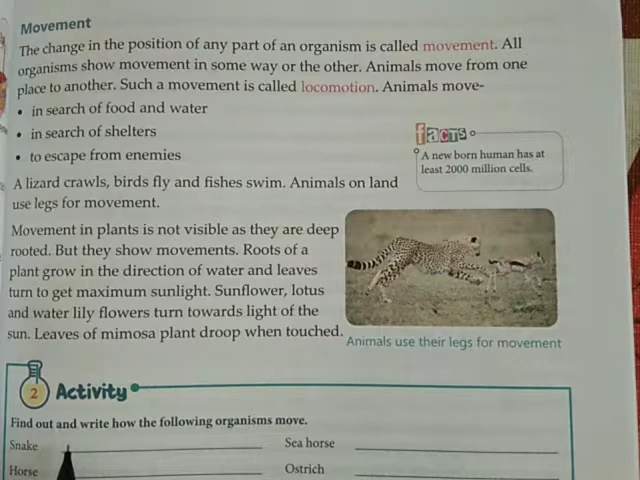 Movement
The change in the position of any part of an organism is called movement. All
organisms show movement in some way or the other. Animals move from one
place to another. Such a movement is called locomotion. Animals move-
• in search of food and water
• in search of shelters
• to escape from enemies
facts
A new born human has at
least 2000 million cells.
A lizard crawls, birds fly and fishes swim. Animals on land
use legs for movement.
Movement in plants is not visible as they are deep
rooted. But they show movements. Roots of a
plant grow in the direction of water and leaves
turn to get maximum sunlight. Sunflower, lotus
and water lily flowers turn towards light of the
sun. Leaves of mimosa plant droop when touched.
Animals use their legs for movement
2 Activity
Find out and write how the following organisms move.
Snake
Sea horse
Horse
Ostrich